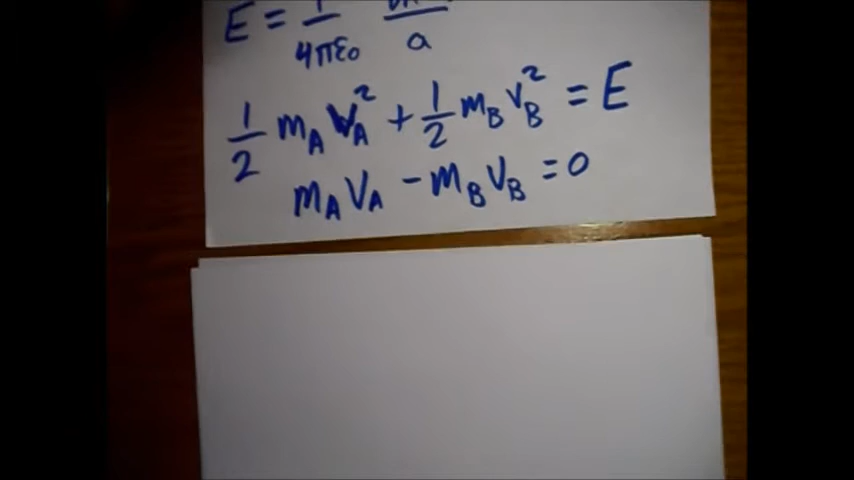 E = 1/4πε₀ /a
1/2 m_A v_A² + 1/2 m_B v_B² = E
m_A v_A - m_B v_B = 0